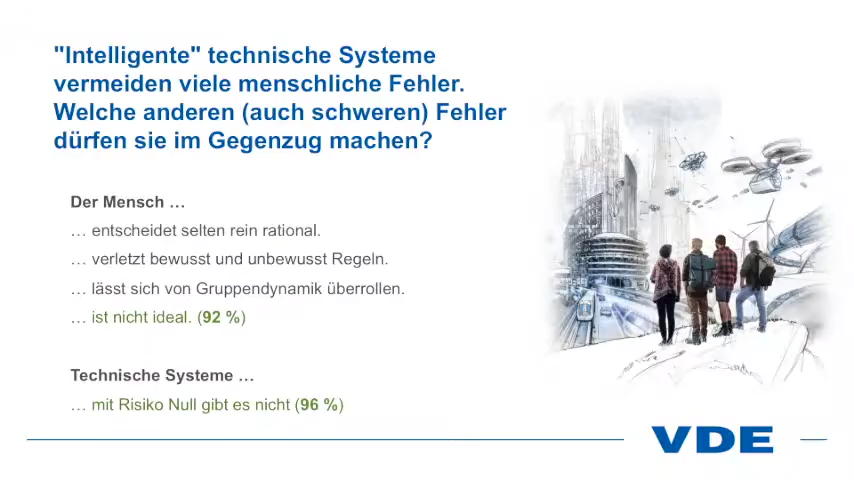 "Intelligente" technische Systeme
vermeiden viele menschliche Fehler.
Welche anderen (auch schweren) Fehler
dürfen sie im Gegenzug machen?
Der Mensch …
… entscheidet selten rein rational.
… verletzt bewusst und unbewusst Regeln.
… lässt sich von Gruppendynamik überrollen.
… ist nicht ideal. (92 %)
Technische Systeme …
… mit Risiko Null gibt es nicht (96 %)
VDE